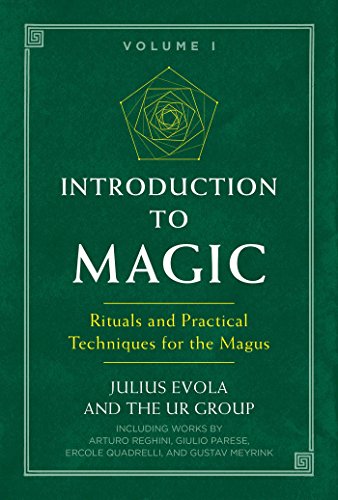 VOLUME I
INTRODUCTION
TO
MAGIC
Rituals and Practical
Techniques for the Magus
JULIUS EVOLA
AND THE UR GROUP
INCLUDING WORKS BY
ARTURO REGHINI, GIULIO PARESE,
ERCOLE QUADRELLI, AND GUSTAV MEYRINK